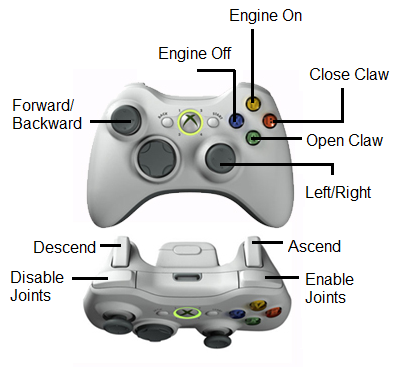 Engine On
Engine Off
Close Claw
Forward/
Backward
Open Claw
Left/Right
Descend
Ascend
Disable
Joints
Enable
Joints